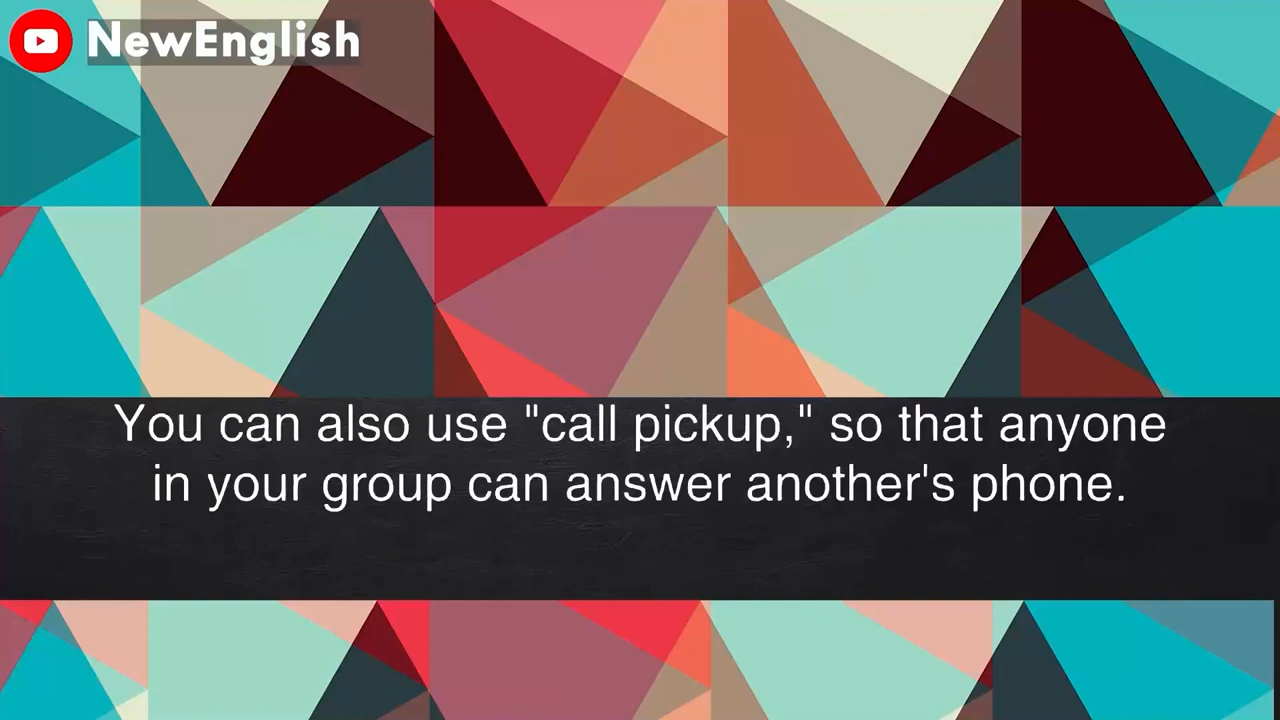 NewEnglish
You can also use "call pickup," so that anyone
in your group can answer another's phone.